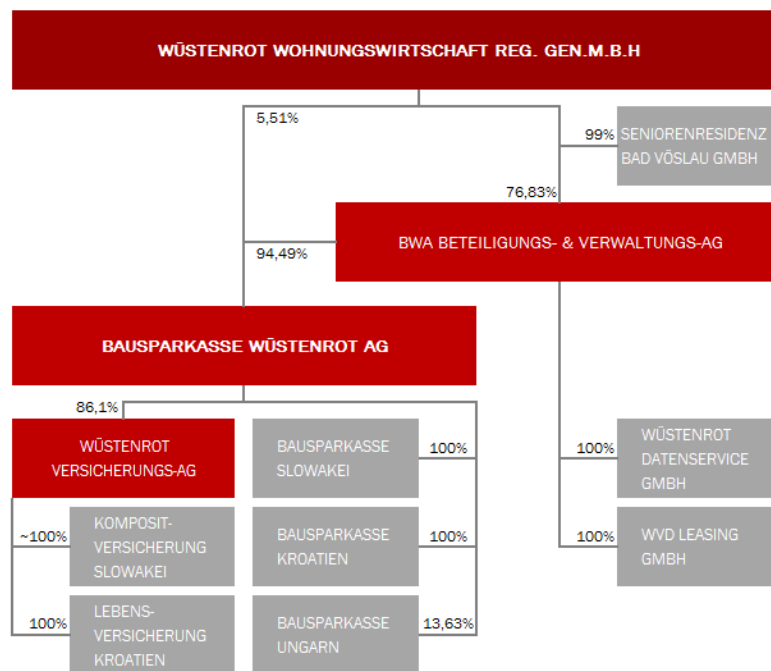 WÜSTENROT WOHNUNGSWIRTSCHAFT REG. GEN.M.B.H
5,51%
99%
SENIORENRESIDENZ
BAD VÖSLAU GMBH
76,83%
BWA BETEILIGUNGS- & VERWALTUNGS-AG
94,49%
BAUSPARKASSE WÜSTENROT AG
86,1%
WÜSTENROT
VERSICHERUNGS-AG
BAUSPARKASSE
SLOWAKEI
100%
100%
WÜSTENROT
DATENSERVICE
GMBH
~100%
KOMPOSIT-
VERSICHERUNG
SLOWAKEI
BAUSPARKASSE
KROATIEN
100%
100%
WVD LEASING
GMBH
100%
LEBENS-
VERSICHERUNG
KROATIEN
BAUSPARKASSE
UNGARN
13,63%